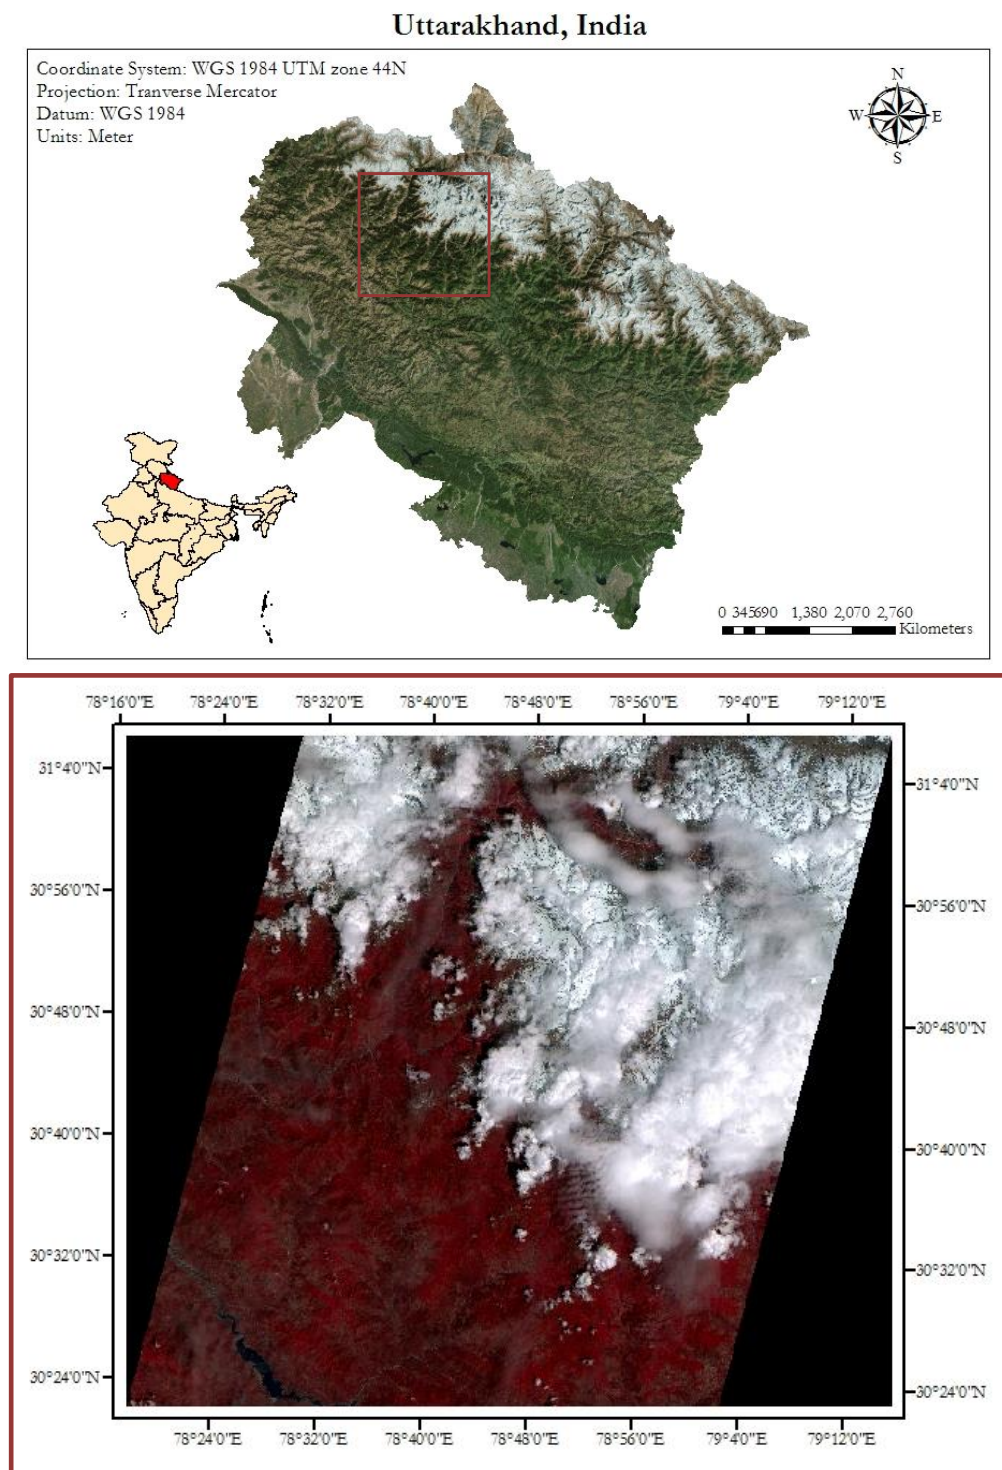 Uttarakhand, India
Coordinate System: WGS 1984 UTM zone 44N
Projection: Tranverse Mercator
Datum: WGS 1984
Units: Meter
N
W E
S
0 345690 1,380 2,070 2,760
Kilometers
78°16'0"E 78°24'0"E 78°32'0"E 78°40'0"E 78°48'0"E 78°56'0"E 79°4'0"E 79°12'0"E
31°4'0"N 31°4'0"N
30°56'0"N 30°56'0"N
30°48'0"N 30°48'0"N
30°40'0"N 30°40'0"N
30°32'0"N 30°32'0"N
30°24'0"N 30°24'0"N
78°24'0"E 78°32'0"E 78°40'0"E 78°48'0"E 78°56'0"E 79°4'0"E 79°12'0"E